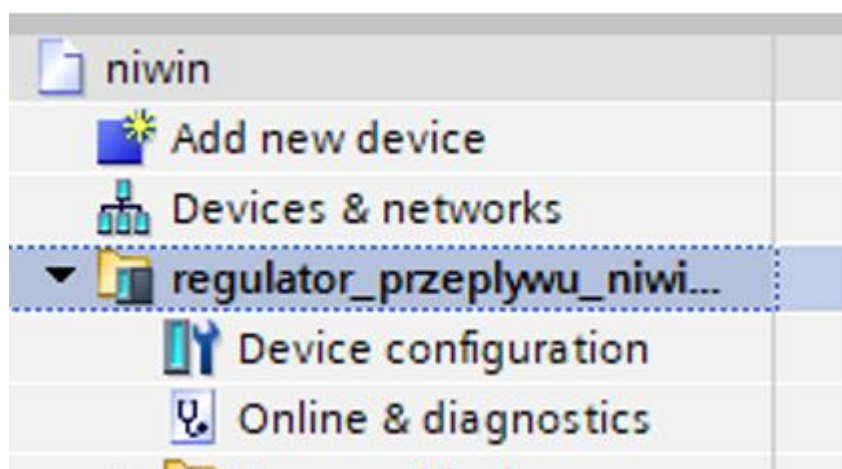 niwin
Add new device
Devices & networks
regulator_przeplywu_niwi...
Device configuration
Online & diagnostics